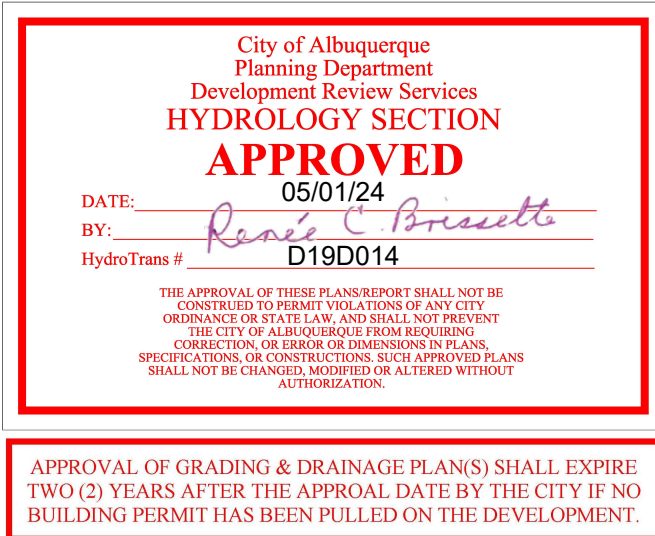 City of Albuquerque
Planning Department
Development Review Services
HYDROLOGY SECTION
APPROVED
DATE: 05/01/24
BY: Renée C. Brissette
HydroTrans # D19D014
THE APPROVAL OF THESE PLANS/REPORT SHALL NOT BE
CONSTRUED TO PERMIT VIOLATIONS OF ANY CITY
ORDINANCE OR STATE LAW, AND SHALL NOT PREVENT
THE CITY OF ALBUQUERQUE FROM REQUIRING
CORRECTION, OR ERROR OR DIMENSIONS IN PLANS,
SPECIFICATIONS, OR CONSTRUCTIONS. SUCH APPROVED PLANS
SHALL NOT BE CHANGED, MODIFIED OR ALTERED WITHOUT
AUTHORIZATION.
APPROVAL OF GRADING & DRAINAGE PLAN(S) SHALL EXPIRE
TWO (2) YEARS AFTER THE APPROAL DATE BY THE CITY IF NO
BUILDING PERMIT HAS BEEN PULLED ON THE DEVELOPMENT.